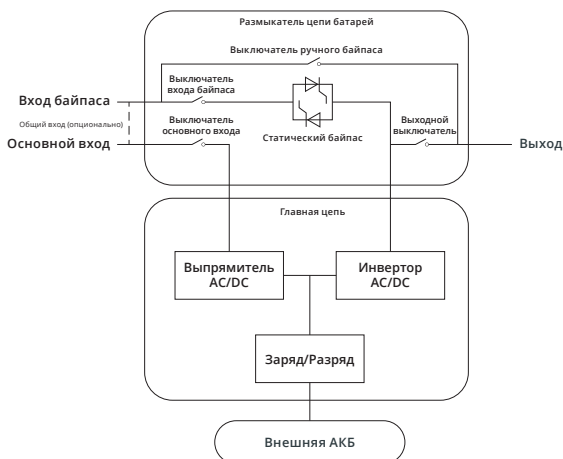 Размыкатель цепи батарей
Выключатель ручного байпаса
Выключатель
входа байпаса
Вход байпаса
Общий вход (опционально)
Выключатель
основного входа
Статический байпас
Выходной
выключатель
Основной вход
Выход
Главная цепь
Выпрямитель
AC/DC
Инвертор
AC/DC
Заряд/Разряд
Внешняя АКБ